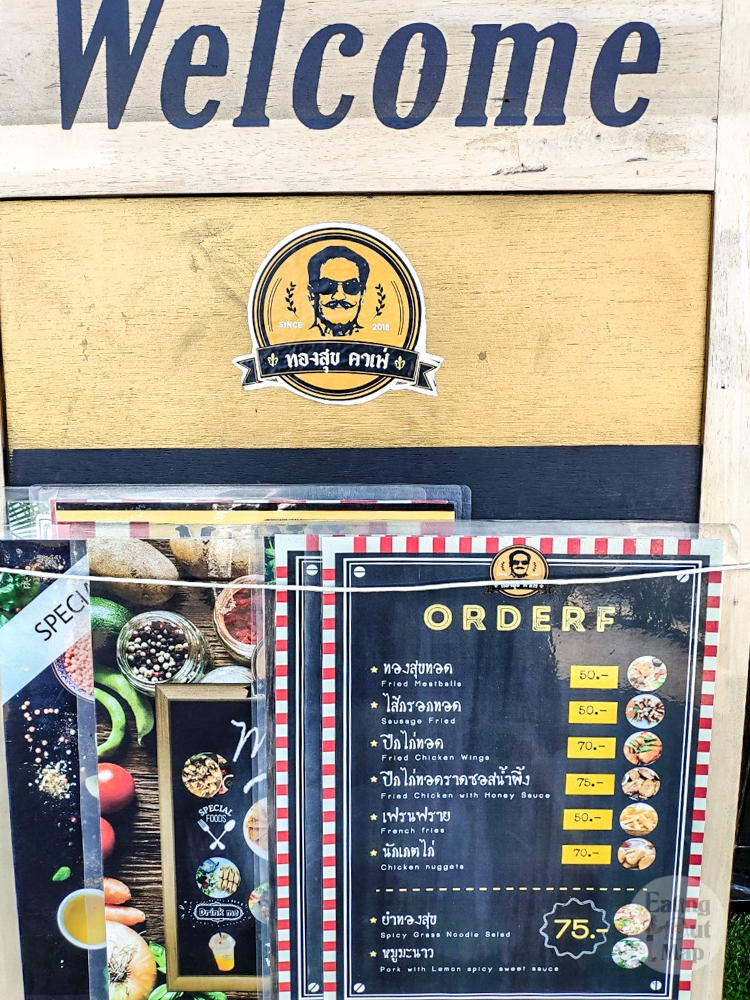 Welcome
SINCE 2018
ทองสุข คาเฟ่
SPECI
SPECIAL
FOODS
Drink me
ORDERF
ทองสุขทอด 50.-
Fried Meatballs
ไส้กรอกทอด 50.-
Sausage Fried
ปีกไก่ทอด 70.-
Fried Chicken Wings
ปีกไก่ทอดราดซอสน้ำผึ้ง 75.-
Fried Chicken with Honey Sauce
เฟรนฟราย 50.-
French fries
นักเกตไก่ 70.-
Chicken nuggets
ยำทองสุข
Spicy Grass Noodle Salad
75.-
หมูมะนาว
Pork with Lemon spicy sweet sauce
Eating
Out
Map